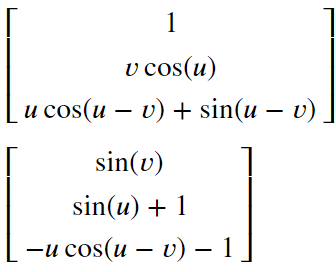 1
v cos(u)
u cos(u − v) + sin(u − v)
sin(v)
sin(u) + 1
−u cos(u − v) − 1